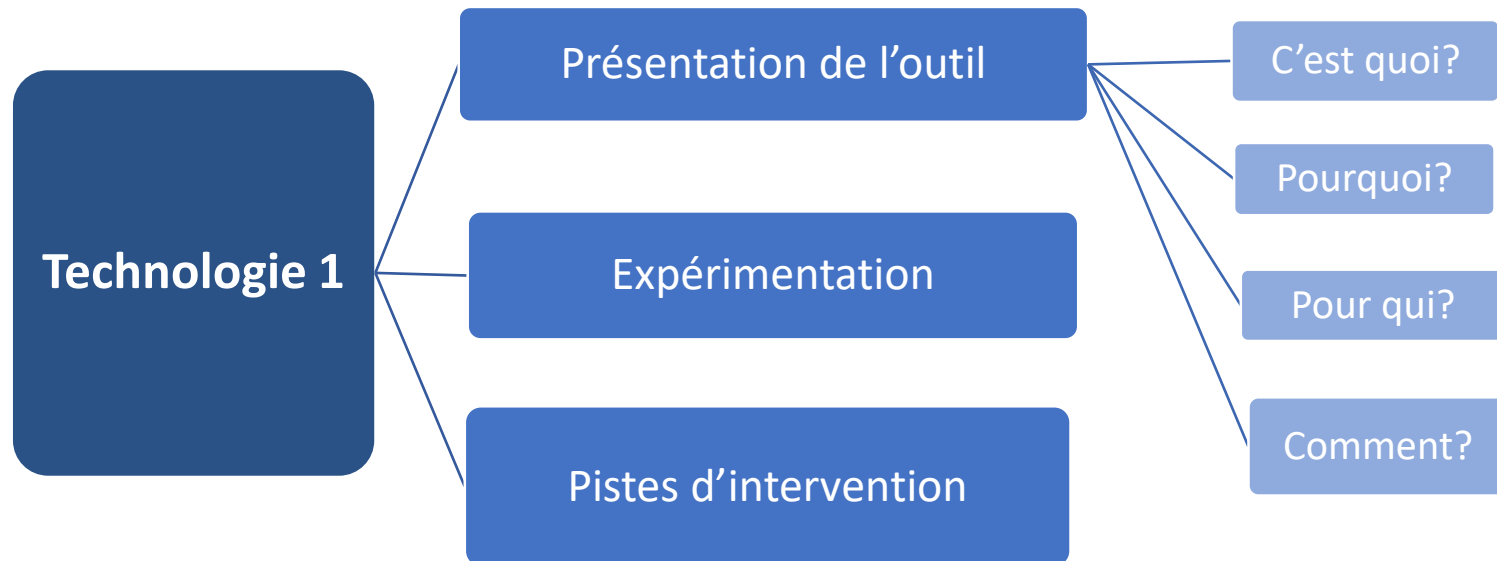 Technologie 1
Présentation de l’outil
C’est quoi?
Pourquoi?
Pour qui?
Comment?
Expérimentation
Pistes d’intervention